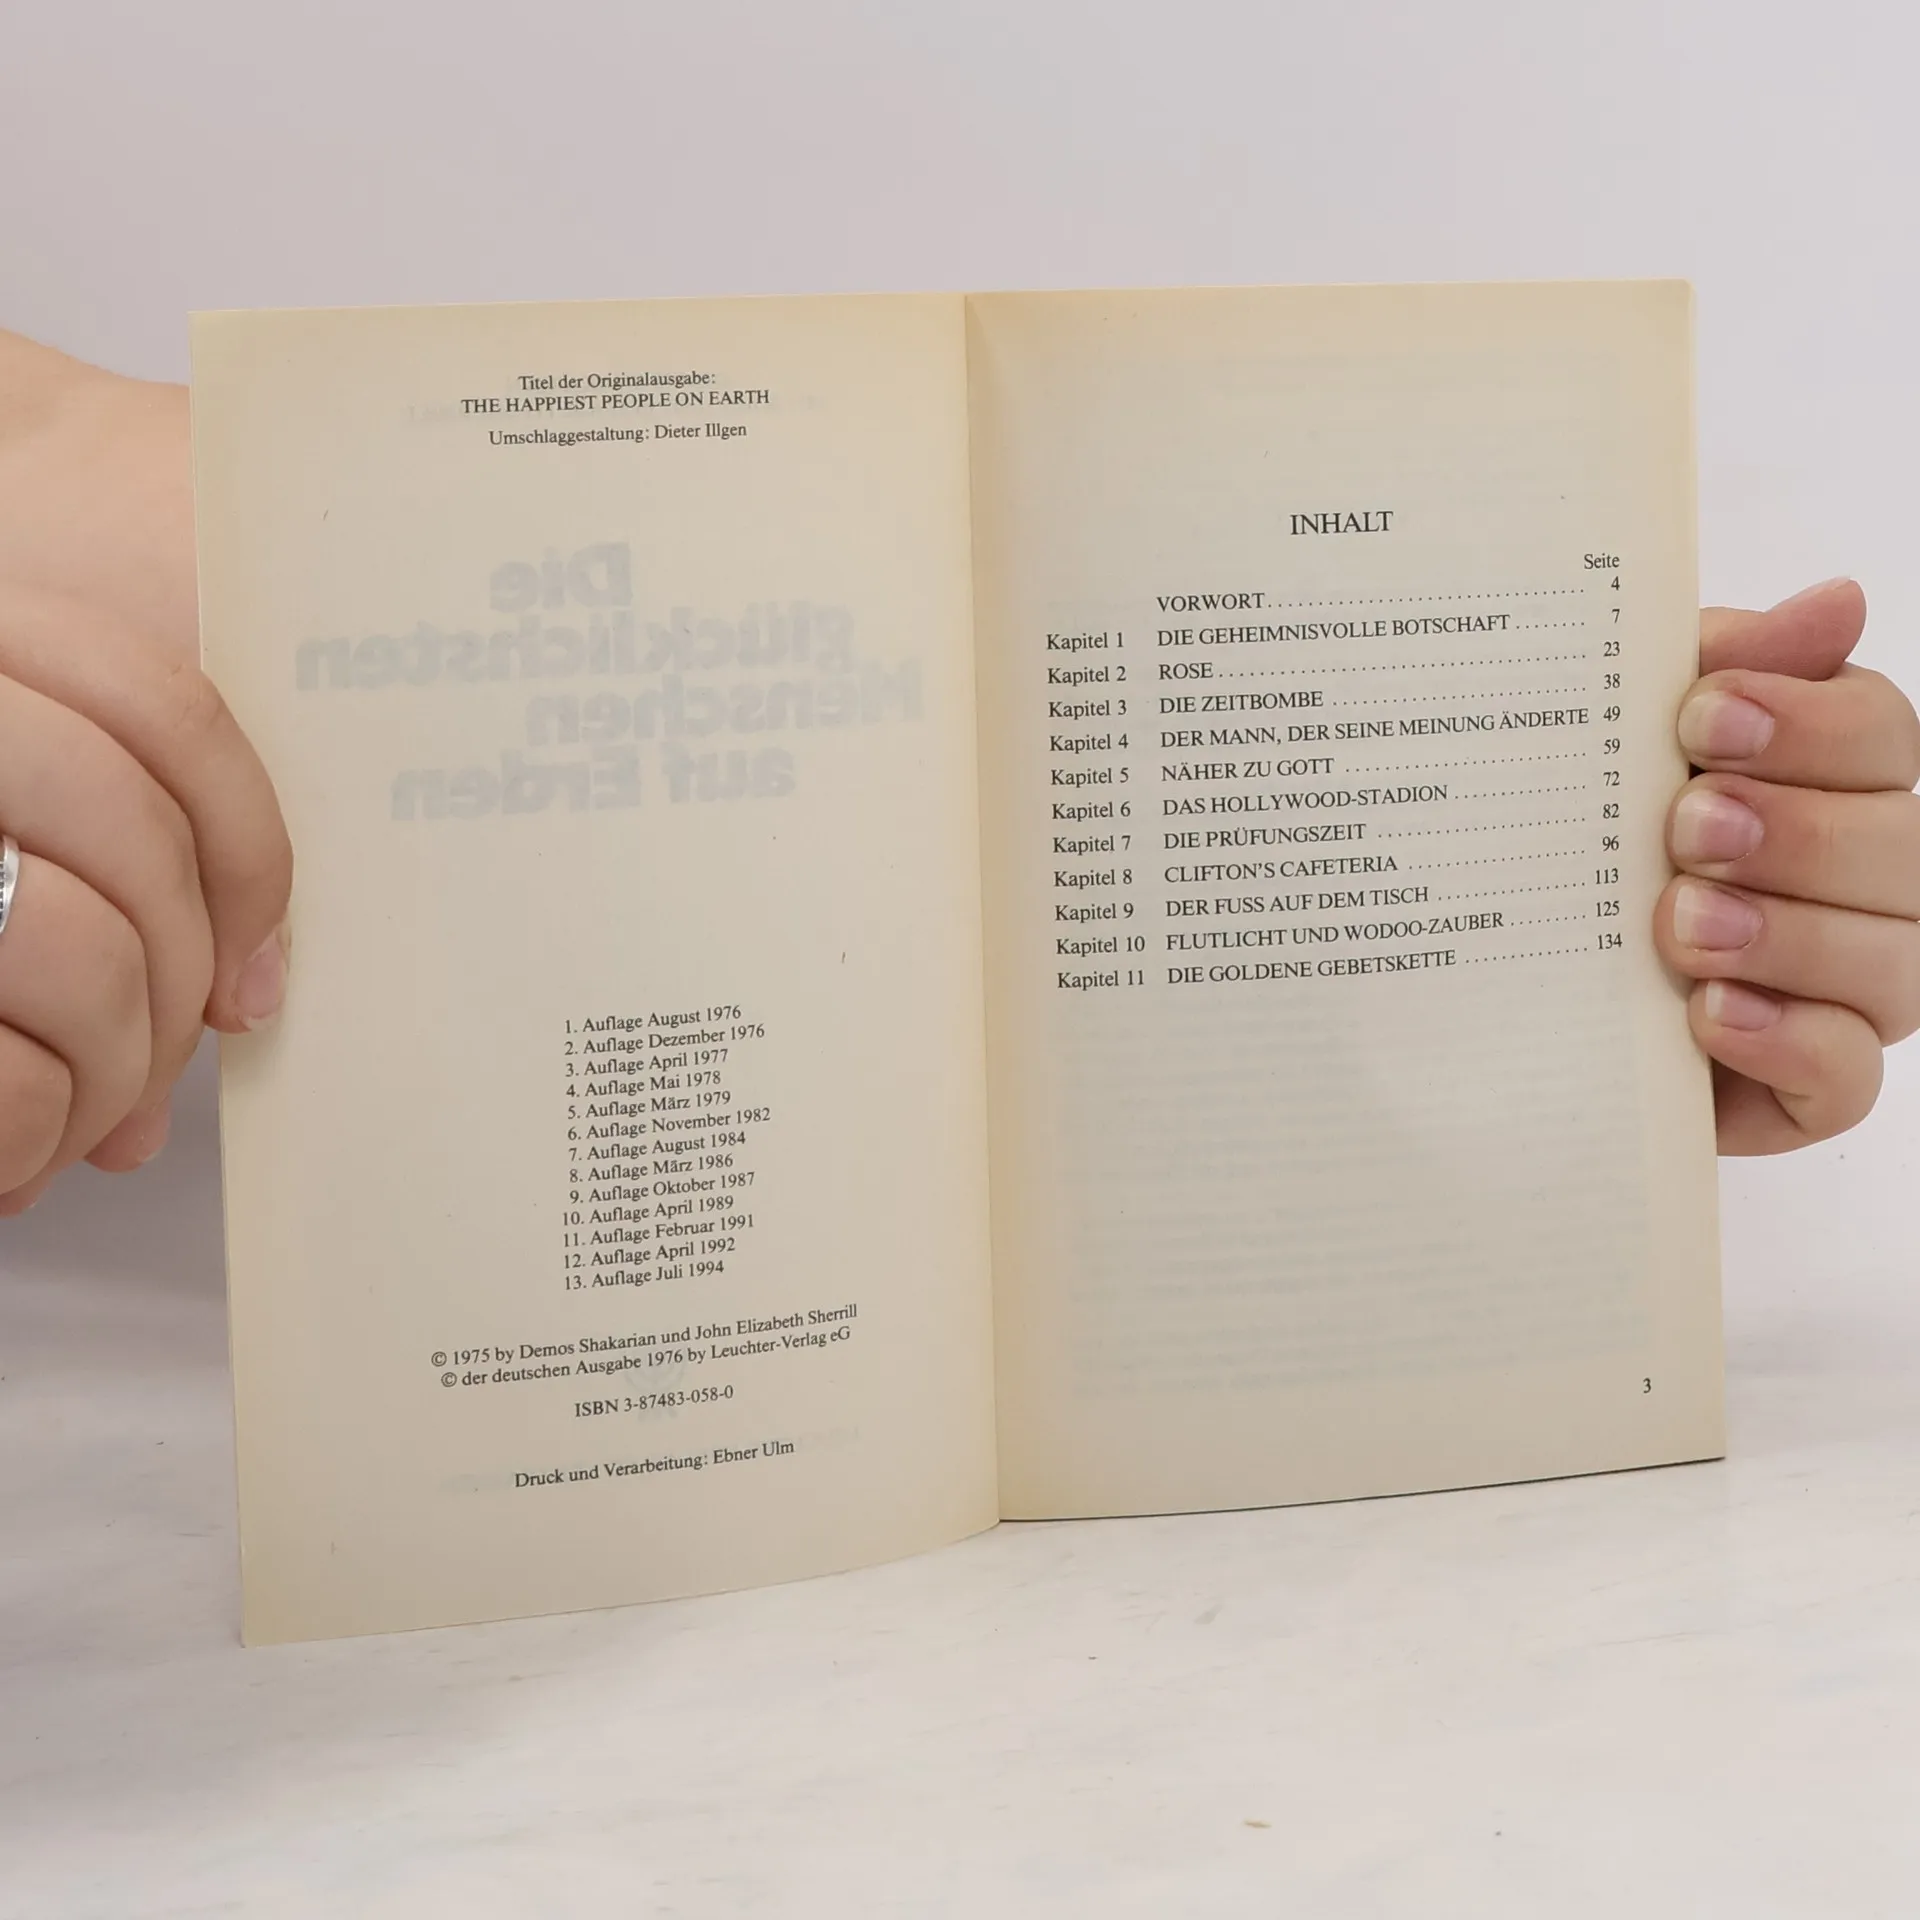 Titel der Originalausgabe:
THE HAPPIEST PEOPLE ON EARTH
Umschlaggestaltung: Dieter Illgen
Die
glücklichsten
Menschen
auf Erden
1. Auflage August 1976
2. Auflage Dezember 1976
3. Auflage April 1977
4. Auflage Mai 1978
5. Auflage März 1979
6. Auflage November 1982
7. Auflage August 1984
8. Auflage März 1986
9. Auflage Oktober 1987
10. Auflage April 1989
11. Auflage Februar 1991
12. Auflage April 1992
13. Auflage Juli 1994
© 1975 by Demos Shakarian und John Elizabeth Sherrill
© der deutschen Ausgabe 1976 by Leuchter-Verlag eG
ISBN 3-87483-058-0
Druck und Verarbeitung: Ebner Ulm
INHALT
Seite
VORWORT................................ 4
Kapitel 1 DIE GEHEIMNISVOLLE BOTSCHAFT ........ 7
Kapitel 2 ROSE ..................................... 23
Kapitel 3 DIE ZEITBOMBE .......................... 38
Kapitel 4 DER MANN, DER SEINE MEINUNG ÄNDERTE 49
Kapitel 5 NÄHER ZU GOTT ......................... 59
Kapitel 6 DAS HOLLYWOOD-STADION .............. 72
Kapitel 7 DIE PRÜFUNGSZEIT ...................... 82
Kapitel 8 CLIFTON'S CAFETERIA ................... 96
Kapitel 9 DER FUSS AUF DEM TISCH ................ 113
Kapitel 10 FLUTLICHT UND WODOO-ZAUBER ......... 125
Kapitel 11 DIE GOLDENE GEBETSKETTE .............. 134
3